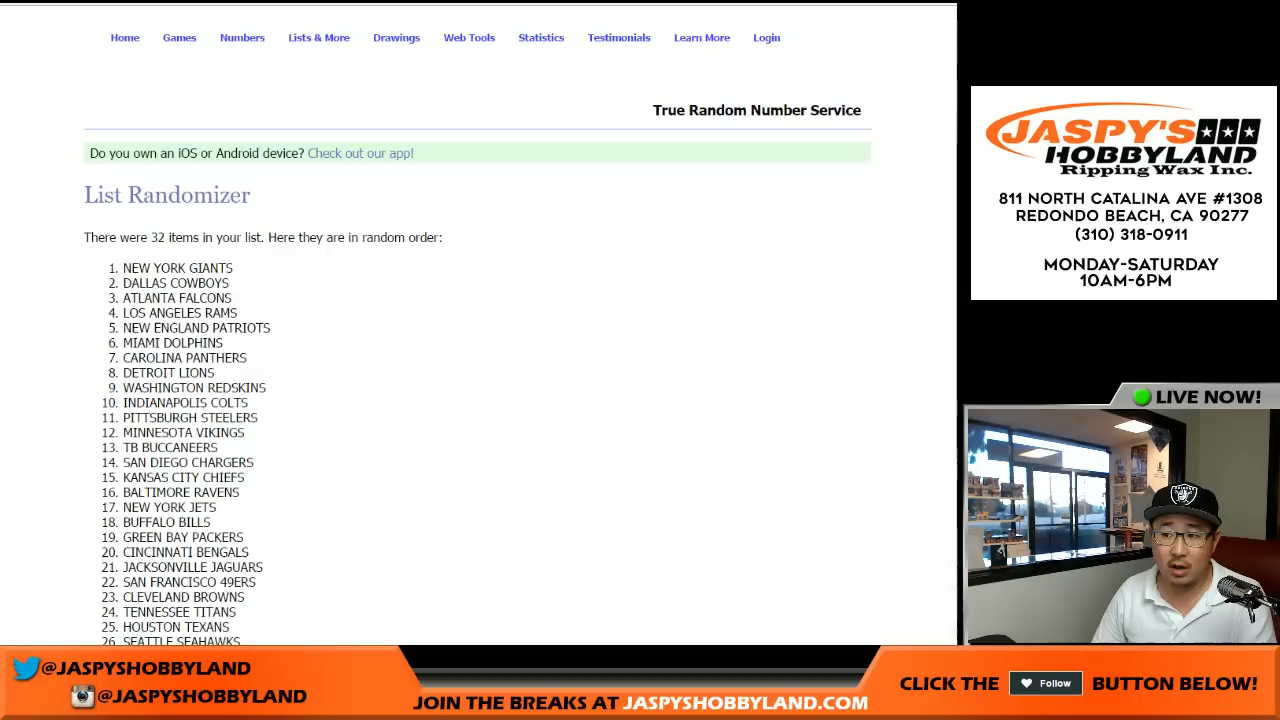 Home Games Numbers Lists & More Drawings Web Tools Statistics Testimonials Learn More Login
True Random Number Service
Do you own an iOS or Android device? Check out our app!
List Randomizer
There were 32 items in your list. Here they are in random order:
1. NEW YORK GIANTS
2. DALLAS COWBOYS
3. ATLANTA FALCONS
4. LOS ANGELES RAMS
5. NEW ENGLAND PATRIOTS
6. MIAMI DOLPHINS
7. CAROLINA PANTHERS
8. DETROIT LIONS
9. WASHINGTON REDSKINS
10. INDIANAPOLIS COLTS
11. PITTSBURGH STEELERS
12. MINNESOTA VIKINGS
13. TB BUCCANEERS
14. SAN DIEGO CHARGERS
15. KANSAS CITY CHIEFS
16. BALTIMORE RAVENS
17. NEW YORK JETS
18. BUFFALO BILLS
19. GREEN BAY PACKERS
20. CINCINNATI BENGALS
21. JACKSONVILLE JAGUARS
22. SAN FRANCISCO 49ERS
23. CLEVELAND BROWNS
24. TENNESSEE TITANS
25. HOUSTON TEXANS
26. SEATTLE SEAHAWKS
JASPY'S
HOBBYLAND
Ripping Wax Inc.
811 NORTH CATALINA AVE #1308
REDONDO BEACH, CA 90277
(310) 318-0911
MONDAY-SATURDAY
10AM-6PM
LIVE NOW!
@JASPYSHOBBYLAND
@JASPYSHOBBYLAND
JOIN THE BREAKS AT JASPYSHOBBYLAND.COM
CLICK THE Follow BUTTON BELOW!